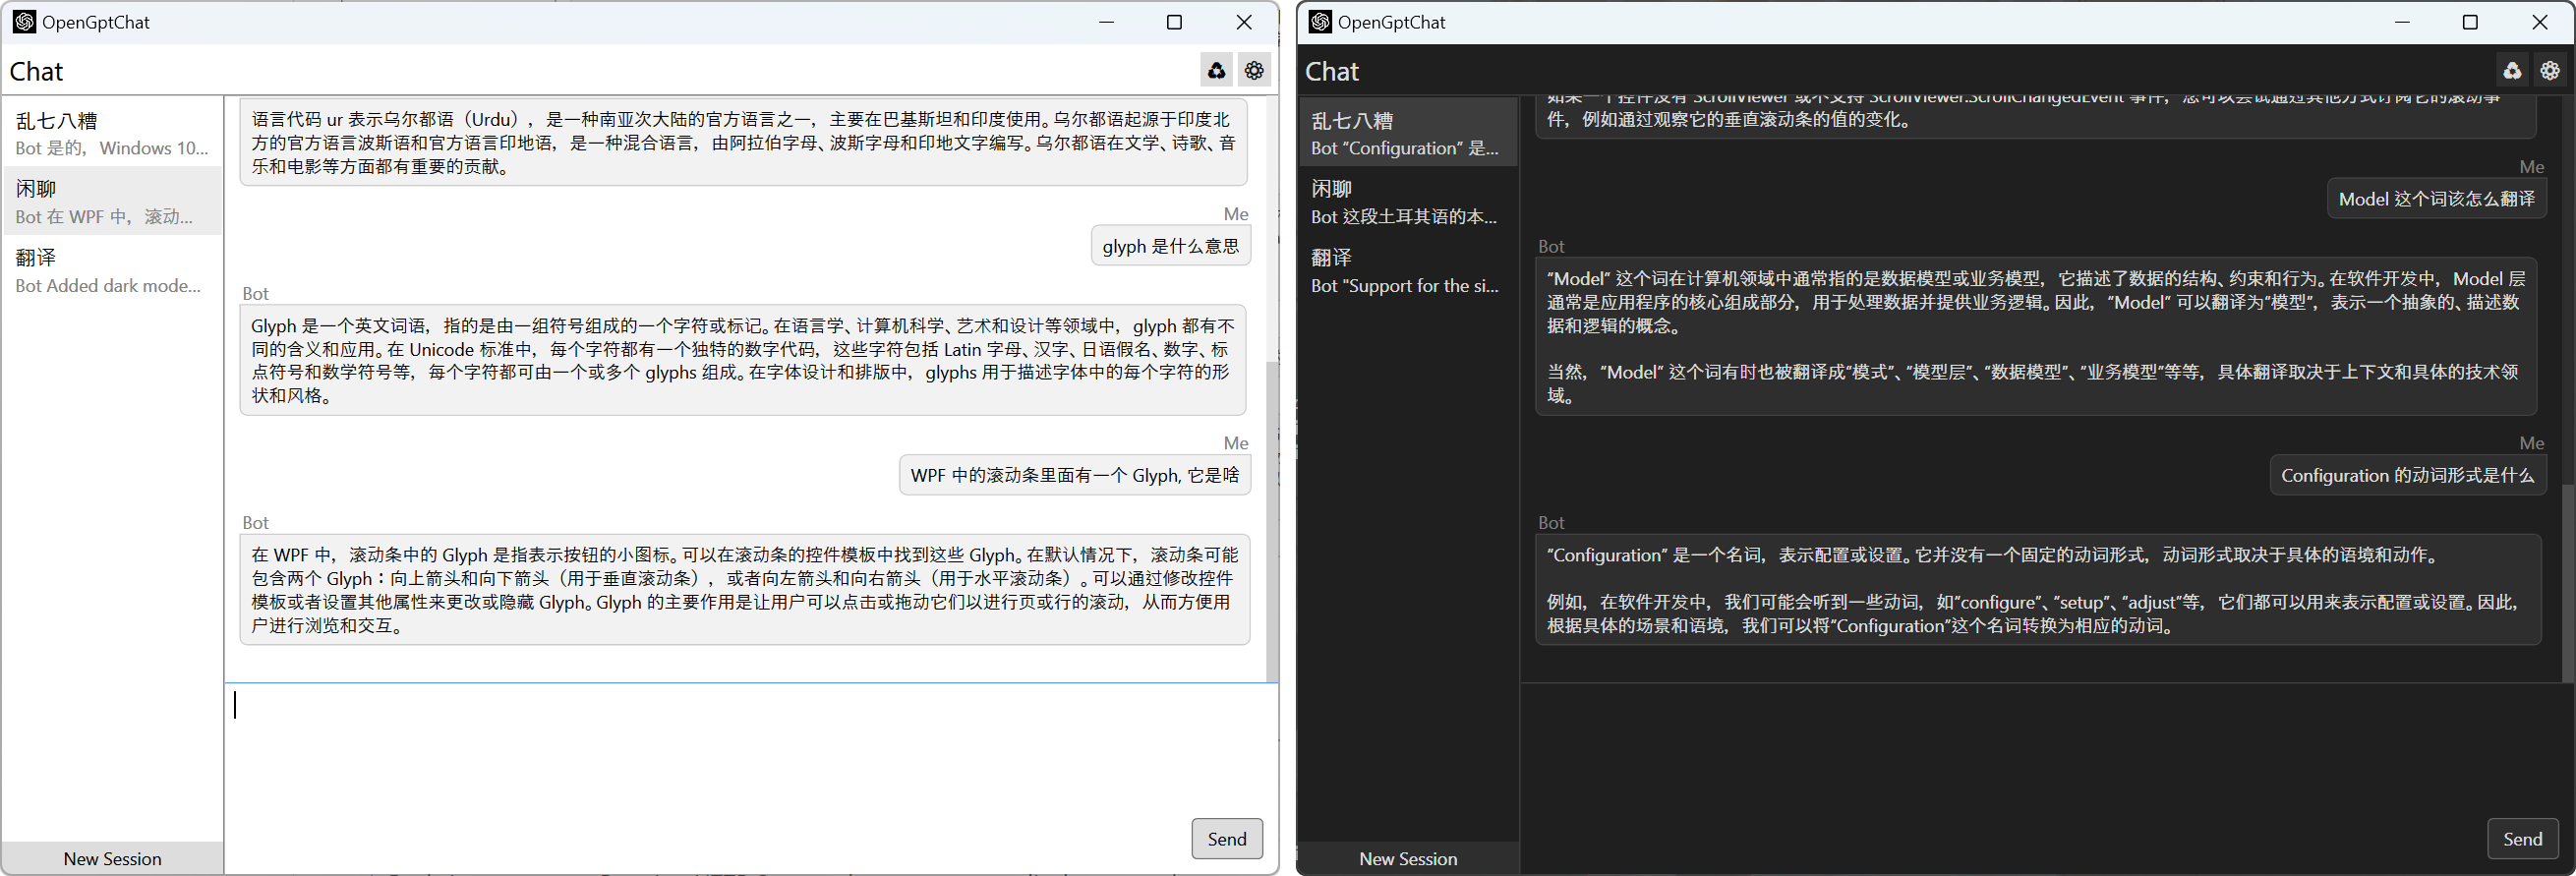 OpenGptChat
Chat
乱七八糟
Bot 是的，Windows 10...
闲聊
Bot 在 WPF 中，滚动...
翻译
Bot Added dark mode...
New Session
语言代码 ur 表示乌尔都语（Urdu），是一种南亚次大陆的官方语言之一，主要在巴基斯坦和印度使用。乌尔都语起源于印度北
方的官方语言波斯语和官方语言印地语，是一种混合语言，由阿拉伯字母、波斯字母和印地文字编写。乌尔都语在文学、诗歌、音
乐和电影等方面都有重要的贡献。
Me
glyph 是什么意思
Bot
Glyph 是一个英文词语，指的是由一组符号组成的一个字符或标记。在语言学、计算机科学、艺术和设计等领域中，glyph 都有不
同的含义和应用。在 Unicode 标准中，每个字符都有一个独特的数字代码，这些字符包括 Latin 字母、汉字、日语假名、数字、标
点符号和数学符号等，每个字符都可由一个或多个 glyphs 组成。在字体设计和排版中，glyphs 用于描述字体中的每个字符的形
状和风格。
Me
WPF 中的滚动条里面有一个 Glyph, 它是啥
Bot
在 WPF 中，滚动条中的 Glyph 是指表示按钮的小图标。可以在滚动条的控件模板中找到这些 Glyph。在默认情况下，滚动条可能
包含两个 Glyph：向上箭头和向下箭头（用于垂直滚动条），或者向左箭头和向右箭头（用于水平滚动条）。可以通过修改控件
模板或者设置其他属性来更改或隐藏 Glyph。Glyph 的主要作用是让用户可以点击或拖动它们以进行页或行的滚动，从而方便用
户进行浏览和交互。
Send
OpenGptChat
Chat
乱七八糟
Bot “Configuration” 是...
闲聊
Bot 这段土耳其语的本...
翻译
Bot "Support for the si...
New Session
如果一个控件没有 ScrollViewer 或不支持 ScrollViewer.ScrollChangedEvent 事件，您可以尝试通过其他方式订阅它的滚动事
件，例如通过观察它的垂直滚动条的值的变化。
Me
Model 这个词该怎么翻译
Bot
“Model” 这个词在计算机领域中通常指的是数据模型或业务模型，它描述了数据的结构、约束和行为。在软件开发中，Model 层
通常是应用程序的核心组成部分，用于处理数据并提供业务逻辑。因此，“Model” 可以翻译为“模型”，表示一个抽象的、描述数
据和逻辑的概念。
当然，“Model” 这个词有时也被翻译成“模式”、“模型层”、“数据模型”、“业务模型”等等，具体翻译取决于上下文和具体的技术领
域。
Me
Configuration 的动词形式是什么
Bot
“Configuration” 是一个名词，表示配置或设置。它并没有一个固定的动词形式，动词形式取决于具体的语境和动作。
例如，在软件开发中，我们可能会听到一些动词，如“configure”、“setup”、“adjust”等，它们都可以用来表示配置或设置。因此，
根据具体的场景和语境，我们可以将“Configuration”这个名词转换为相应的动词。
Send